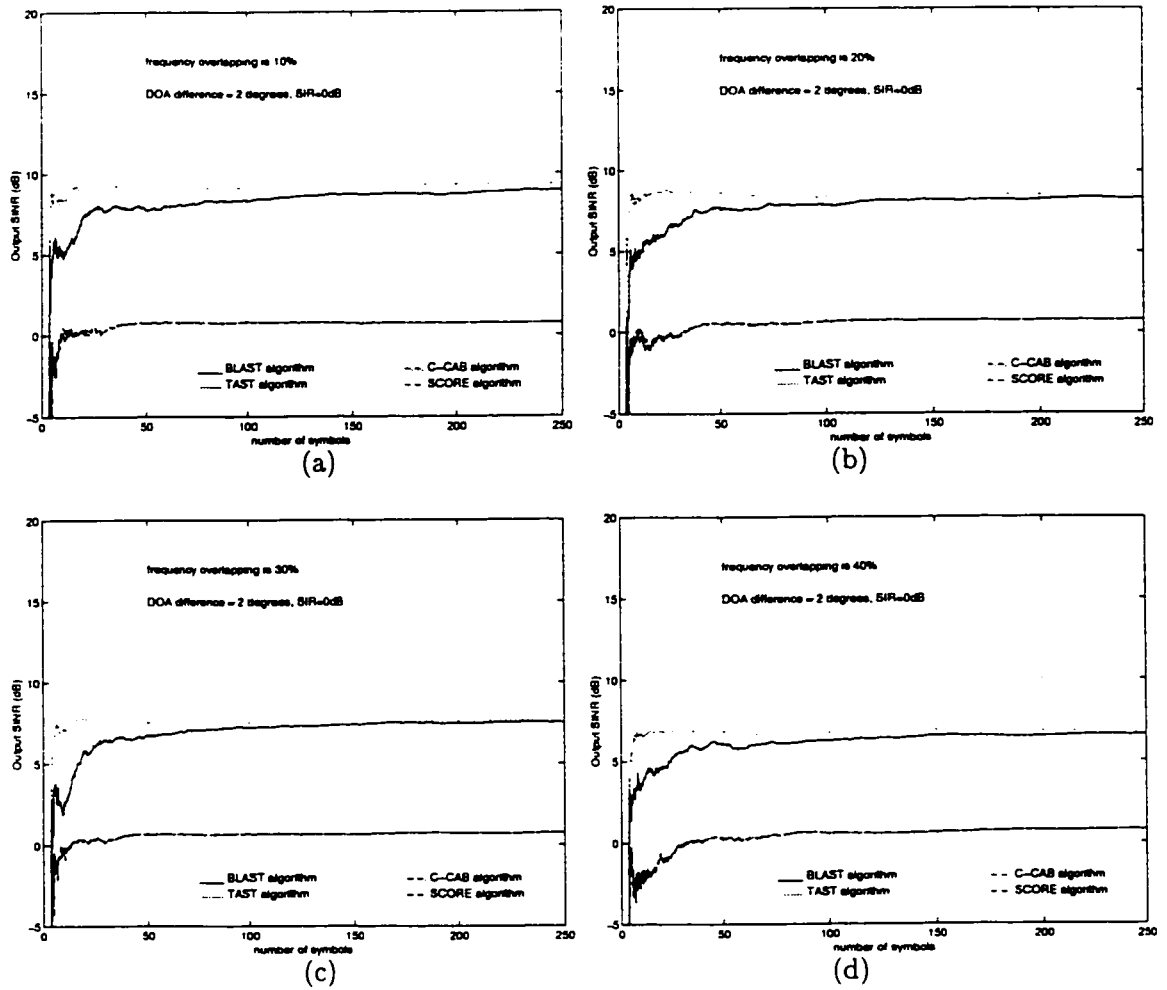 20
15
10
5
0
-5
Output SINR (dB)
frequency overlapping is 10%
DOA difference = 2 degrees, SIR=0dB
BLAST algorithm
TAST algorithm
C-CAB algorithm
SCORE algorithm
0 50 100 150 200 250
number of symbols
(a)
20
15
10
5
0
-5
Output SINR (dB)
frequency overlapping is 20%
DOA difference = 2 degrees, SIR=0dB
BLAST algorithm
TAST algorithm
C-CAB algorithm
SCORE algorithm
0 50 100 150 200 250
number of symbols
(b)
20
15
10
5
0
-5
Output SINR (dB)
frequency overlapping is 30%
DOA difference = 2 degrees, SIR=0dB
BLAST algorithm
TAST algorithm
C-CAB algorithm
SCORE algorithm
0 50 100 150 200 250
number of symbols
(c)
20
15
10
5
0
-5
Output SINR (dB)
frequency overlapping is 40%
DOA difference = 2 degrees, SIR=0dB
BLAST algorithm
TAST algorithm
C-CAB algorithm
SCORE algorithm
0 50 100 150 200 250
number of symbols
(d)